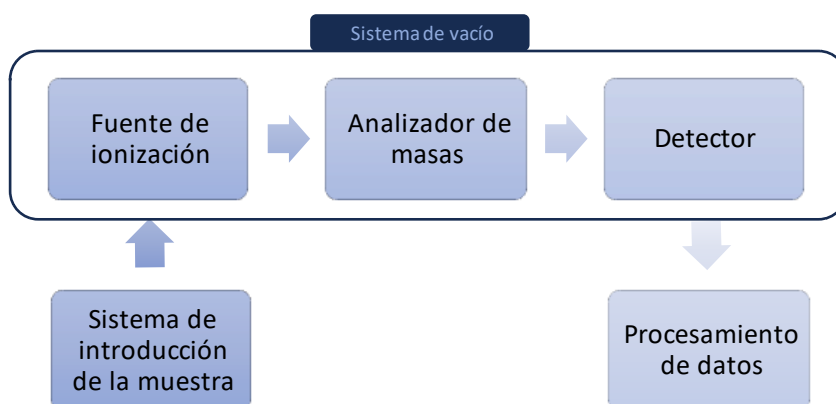 Sistema de vacío
Fuente de
ionización
Analizador de
masas
Detector
Sistema de
introducción
de la muestra
Procesamiento
de datos